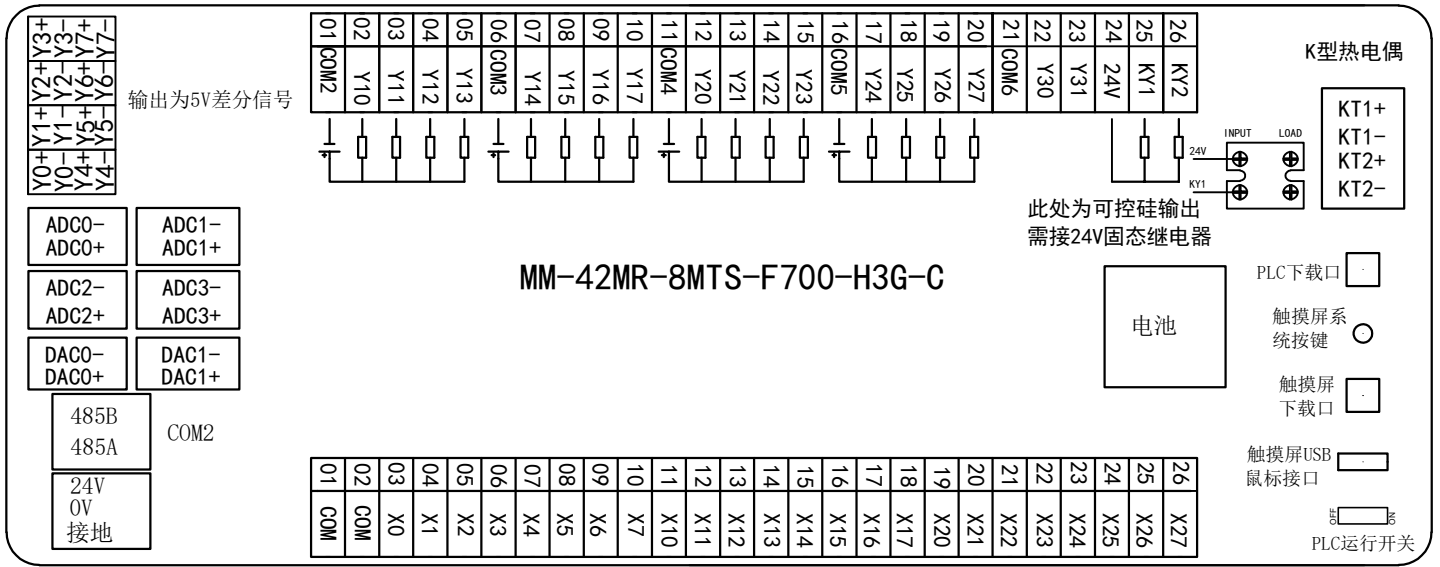 Y3+ Y3- Y7+ Y7-
Y2+ Y2- Y6+ Y6-
Y1+ Y1- Y5+ Y5-
Y0+ Y0- Y4+ Y4-
输出为5V差分信号
01 02 03 04 05 06 07 08 09 10 11 12 13 14 15 16 17 18 19 20 21 22 23 24 25 26
COM2 Y10 Y11 Y12 Y13 COM3 Y14 Y15 Y16 Y17 COM4 Y20 Y21 Y22 Y23 COM5 Y24 Y25 Y26 Y27 COM6 Y30 Y31 24V KY1 KY2
K型热电偶
KT1+
KT1-
KT2+
KT2-
INPUT LOAD
24V
KY1
此处为可控硅输出
需接24V固态继电器
ADC0- ADC1-
ADC0+ ADC1+
ADC2- ADC3-
ADC2+ ADC3+
DAC0- DAC1-
DAC0+ DAC1+
MM-42MR-8MTS-F700-H3G-C
电池
PLC下载口
触摸屏系
统按键
触摸屏
下载口
触摸屏USB
鼠标接口
OFF ON
PLC运行开关
485B
485A
COM2
24V
0V
接地
01 02 03 04 05 06 07 08 09 10 11 12 13 14 15 16 17 18 19 20 21 22 23 24 25 26
COM COM X0 X1 X2 X3 X4 X5 X6 X7 X10 X11 X12 X13 X14 X15 X16 X17 X20 X21 X22 X23 X24 X25 X26 X27